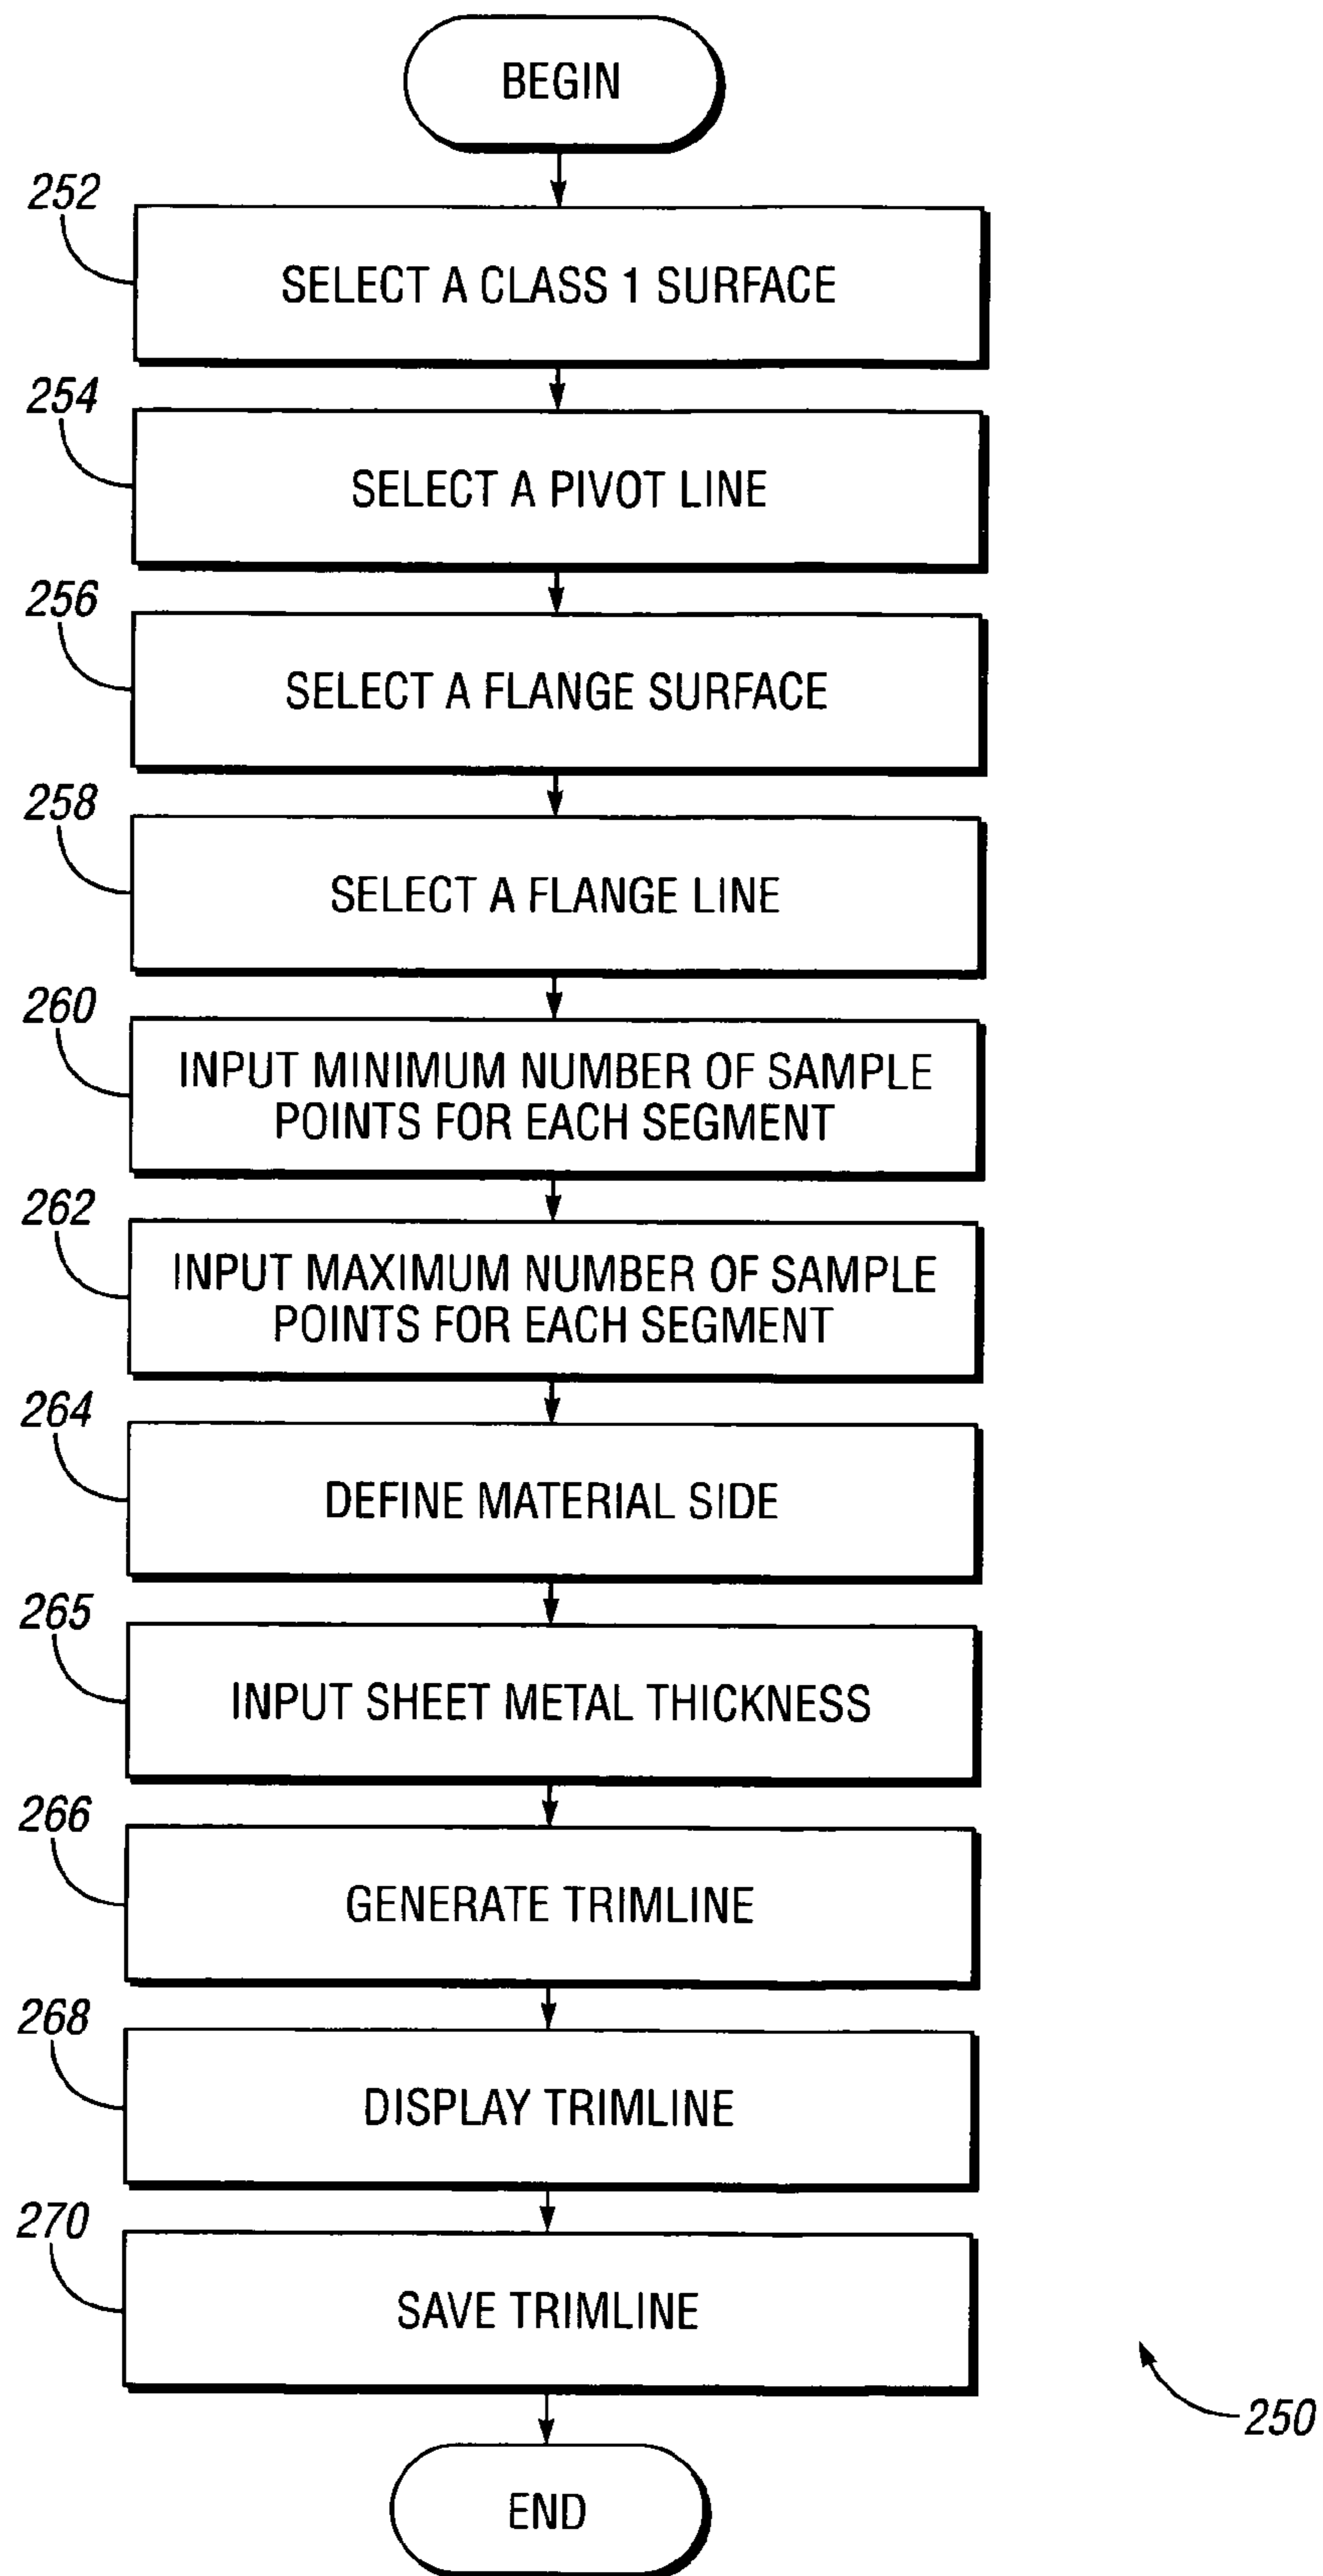 BEGIN
252
SELECT A CLASS 1 SURFACE
254
SELECT A PIVOT LINE
256
SELECT A FLANGE SURFACE
258
SELECT A FLANGE LINE
260
INPUT MINIMUM NUMBER OF SAMPLE
POINTS FOR EACH SEGMENT
262
INPUT MAXIMUM NUMBER OF SAMPLE
POINTS FOR EACH SEGMENT
264
DEFINE MATERIAL SIDE
265
INPUT SHEET METAL THICKNESS
266
GENERATE TRIMLINE
268
DISPLAY TRIMLINE
270
SAVE TRIMLINE
250
END